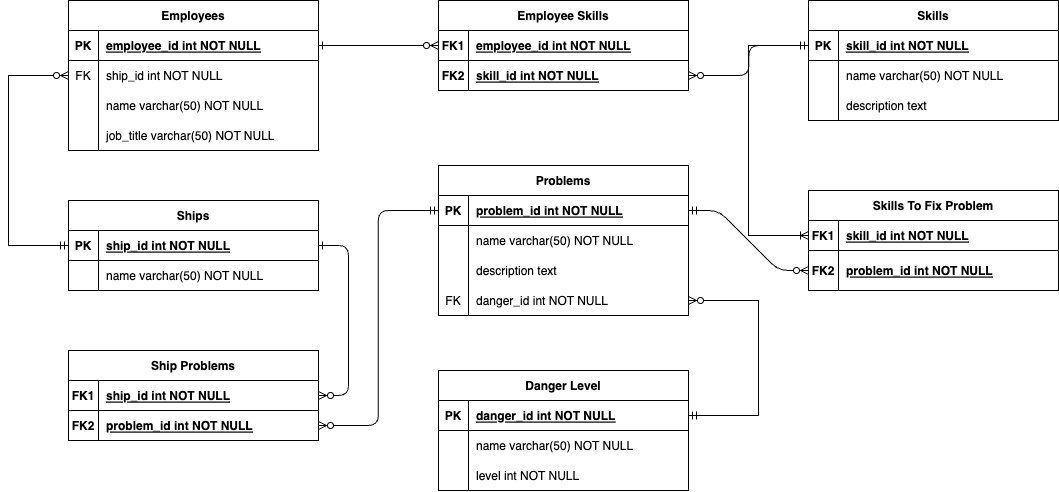 Employees
PK employee_id int NOT NULL
FK ship_id int NOT NULL
name varchar(50) NOT NULL
job_title varchar(50) NOT NULL
Employee Skills
FK1 employee_id int NOT NULL
FK2 skill_id int NOT NULL
Skills
PK skill_id int NOT NULL
name varchar(50) NOT NULL
description text
Ships
PK ship_id int NOT NULL
name varchar(50) NOT NULL
Problems
PK problem_id int NOT NULL
name varchar(50) NOT NULL
description text
FK danger_id int NOT NULL
Skills To Fix Problem
FK1 skill_id int NOT NULL
FK2 problem_id int NOT NULL
Ship Problems
FK1 ship_id int NOT NULL
FK2 problem_id int NOT NULL
Danger Level
PK danger_id int NOT NULL
name varchar(50) NOT NULL
level int NOT NULL